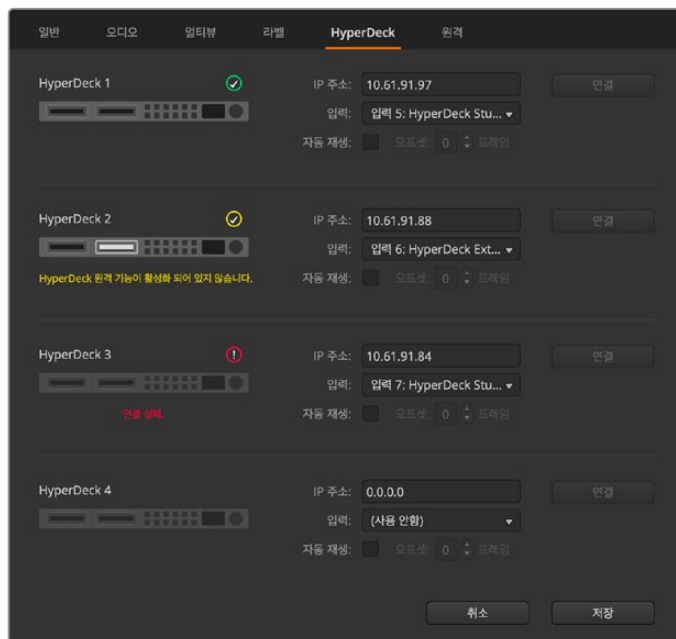 일반 오디오 멀티뷰 라벨 HyperDeck 원격
HyperDeck 1 IP 주소: 10.61.91.97 연결
입력: 입력 5: HyperDeck Stu...
자동 재생: 오프셋: 0 프레임
HyperDeck 2 IP 주소: 10.61.91.88 연결
입력: 입력 6: HyperDeck Ext...
HyperDeck 원격 기능이 활성화 되어 있지 않습니다. 자동 재생: 오프셋: 0 프레임
HyperDeck 3 IP 주소: 10.61.91.84 연결
입력: 입력 7: HyperDeck Stu...
연결 실패. 자동 재생: 오프셋: 0 프레임
HyperDeck 4 IP 주소: 0.0.0.0 연결
입력: (사용 안함)
자동 재생: 오프셋: 0 프레임
취소 저장